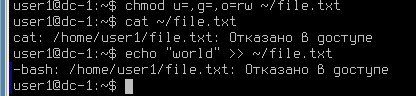 user1@dc-1:~$ chmod u=,g=,o=rw ~/file.txt
user1@dc-1:~$ cat ~/file.txt
cat: /home/user1/file.txt: Отказано в доступе
user1@dc-1:~$ echo "world" >> ~/file.txt
-bash: /home/user1/file.txt: Отказано в доступе
user1@dc-1:~$